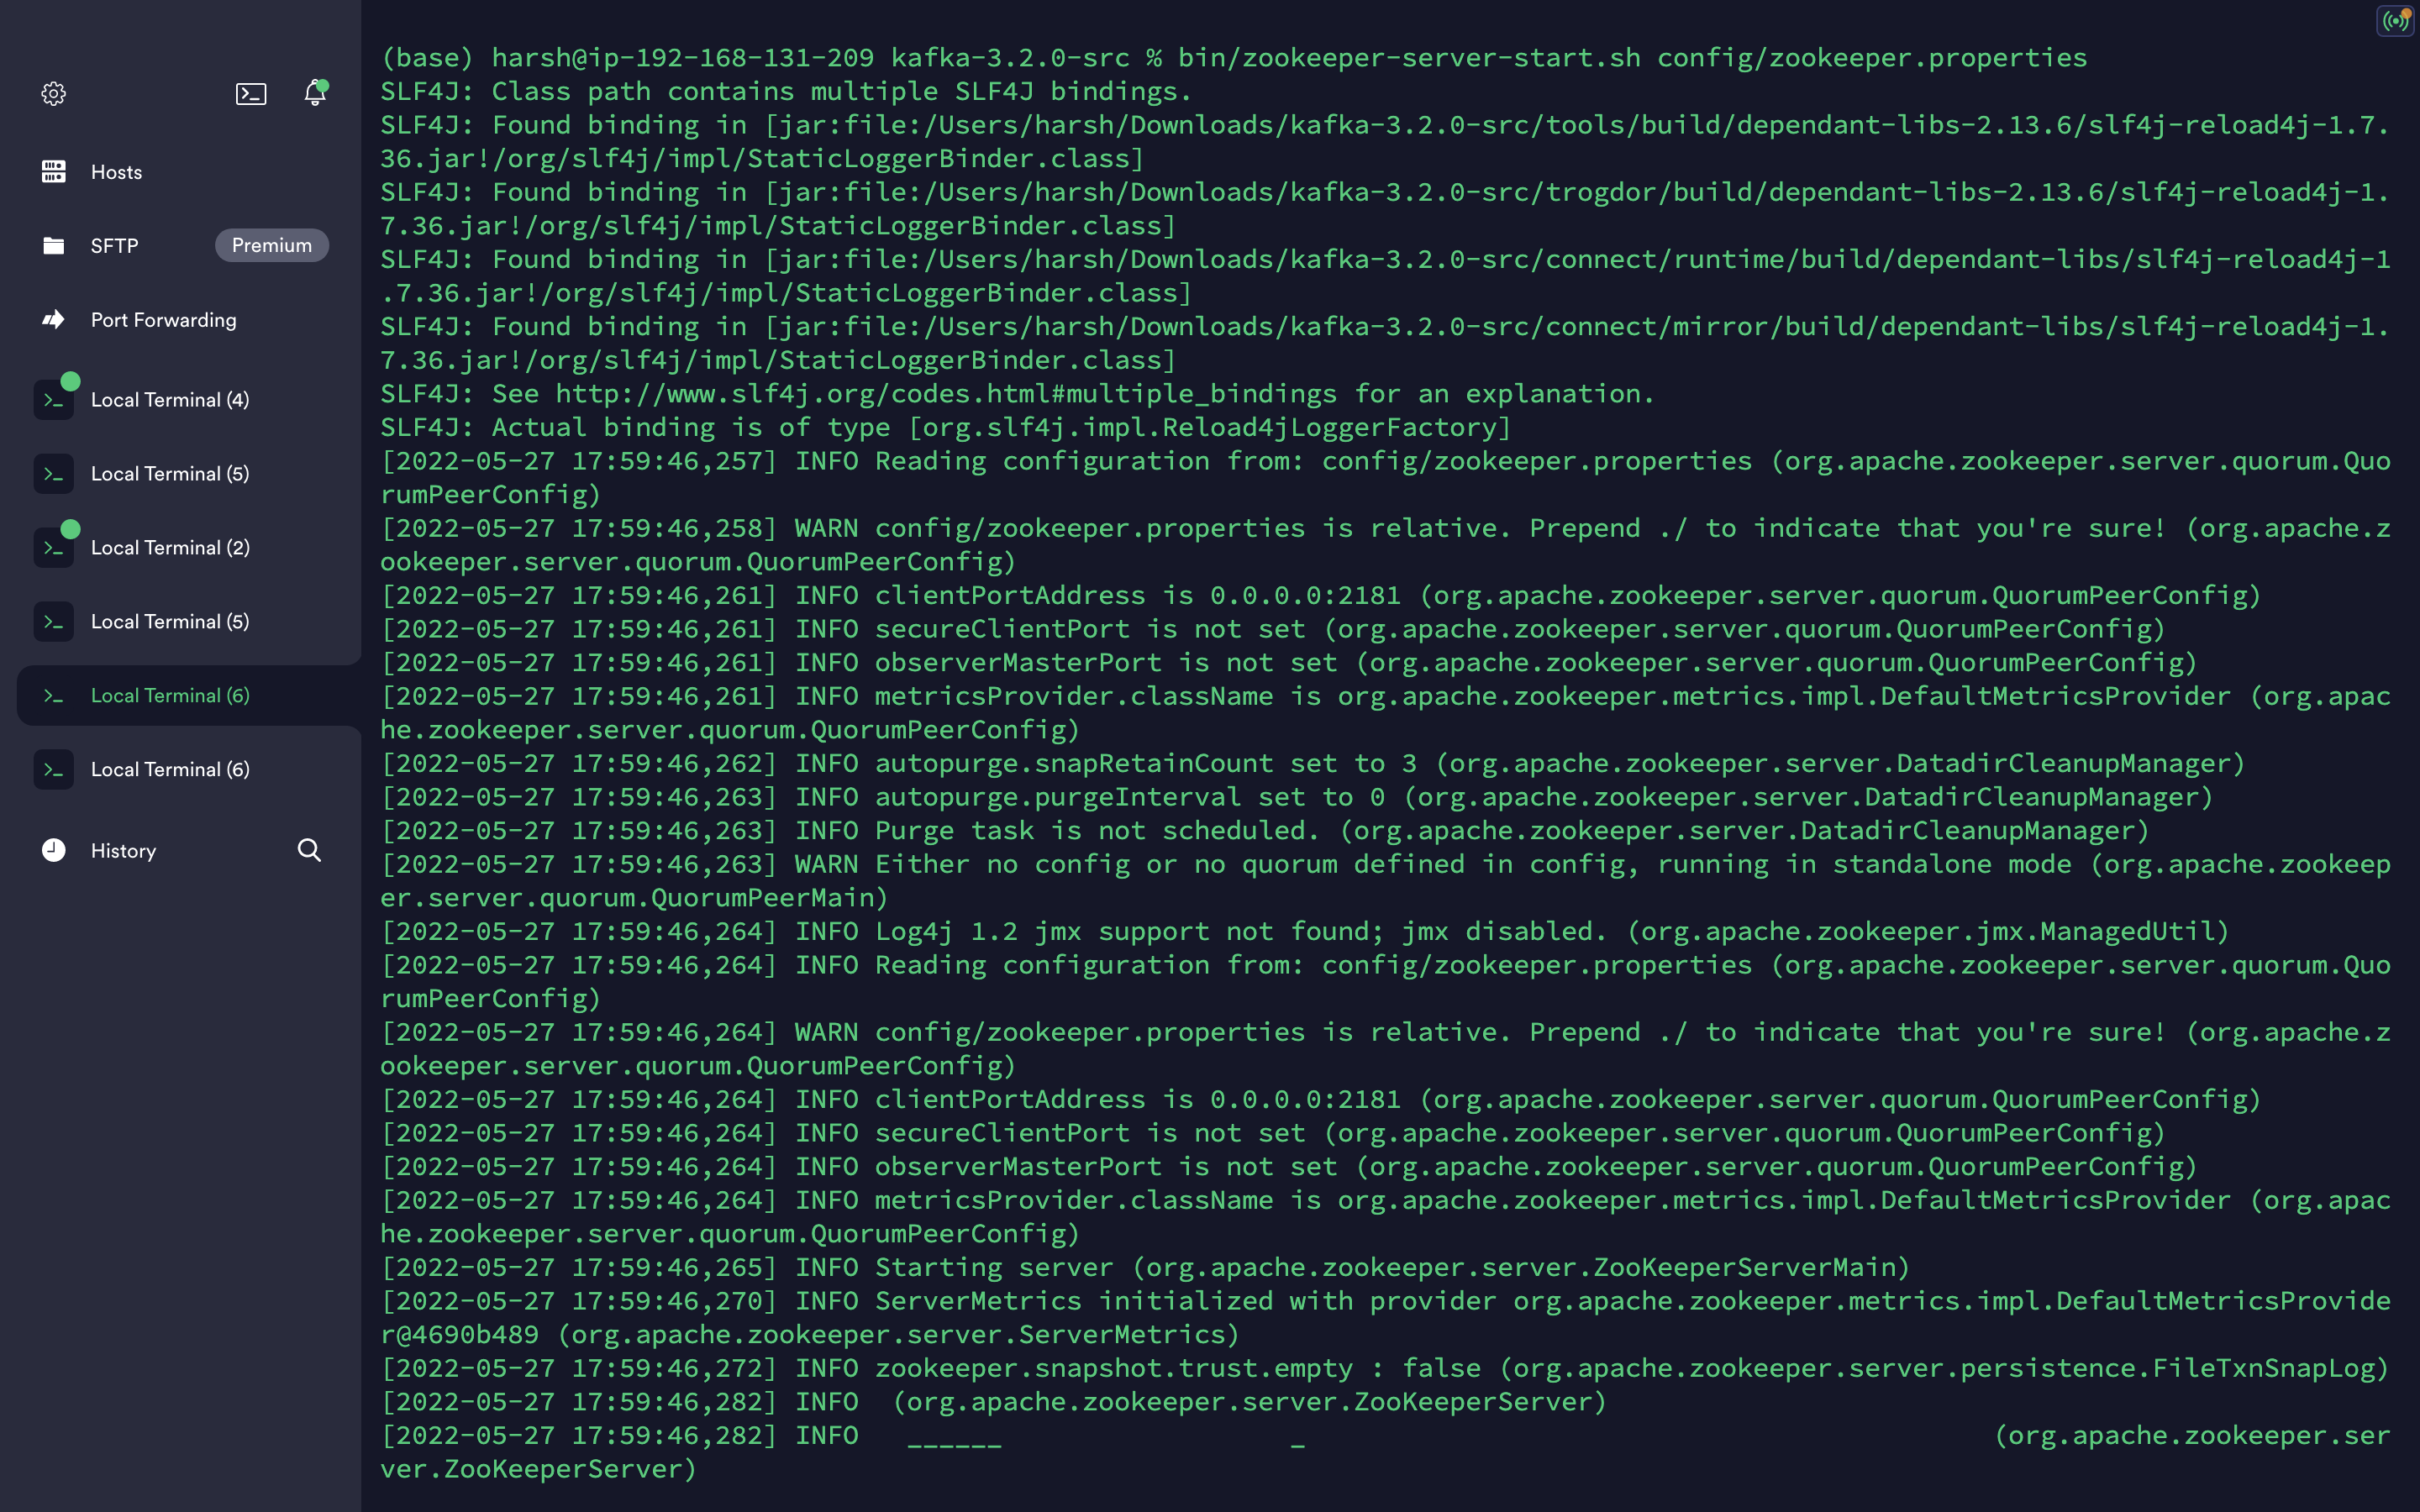 Hosts
SFTP Premium
Port Forwarding
Local Terminal (4)
Local Terminal (5)
Local Terminal (2)
Local Terminal (5)
Local Terminal (6)
Local Terminal (6)
History
(base) harsh@ip-192-168-131-209 kafka-3.2.0-src % bin/zookeeper-server-start.sh config/zookeeper.properties
SLF4J: Class path contains multiple SLF4J bindings.
SLF4J: Found binding in [jar:file:/Users/harsh/Downloads/kafka-3.2.0-src/tools/build/dependant-libs-2.13.6/slf4j-reload4j-1.7.
36.jar!/org/slf4j/impl/StaticLoggerBinder.class]
SLF4J: Found binding in [jar:file:/Users/harsh/Downloads/kafka-3.2.0-src/trogdor/build/dependant-libs-2.13.6/slf4j-reload4j-1.
7.36.jar!/org/slf4j/impl/StaticLoggerBinder.class]
SLF4J: Found binding in [jar:file:/Users/harsh/Downloads/kafka-3.2.0-src/connect/runtime/build/dependant-libs/slf4j-reload4j-1
.7.36.jar!/org/slf4j/impl/StaticLoggerBinder.class]
SLF4J: Found binding in [jar:file:/Users/harsh/Downloads/kafka-3.2.0-src/connect/mirror/build/dependant-libs/slf4j-reload4j-1.
7.36.jar!/org/slf4j/impl/StaticLoggerBinder.class]
SLF4J: See http://www.slf4j.org/codes.html#multiple_bindings for an explanation.
SLF4J: Actual binding is of type [org.slf4j.impl.Reload4jLoggerFactory]
[2022-05-27 17:59:46,257] INFO Reading configuration from: config/zookeeper.properties (org.apache.zookeeper.server.quorum.Quo
rumPeerConfig)
[2022-05-27 17:59:46,258] WARN config/zookeeper.properties is relative. Prepend ./ to indicate that you're sure! (org.apache.z
ookeeper.server.quorum.QuorumPeerConfig)
[2022-05-27 17:59:46,261] INFO clientPortAddress is 0.0.0.0:2181 (org.apache.zookeeper.server.quorum.QuorumPeerConfig)
[2022-05-27 17:59:46,261] INFO secureClientPort is not set (org.apache.zookeeper.server.quorum.QuorumPeerConfig)
[2022-05-27 17:59:46,261] INFO observerMasterPort is not set (org.apache.zookeeper.server.quorum.QuorumPeerConfig)
[2022-05-27 17:59:46,261] INFO metricsProvider.className is org.apache.zookeeper.metrics.impl.DefaultMetricsProvider (org.apac
he.zookeeper.server.quorum.QuorumPeerConfig)
[2022-05-27 17:59:46,262] INFO autopurge.snapRetainCount set to 3 (org.apache.zookeeper.server.DatadirCleanupManager)
[2022-05-27 17:59:46,263] INFO autopurge.purgeInterval set to 0 (org.apache.zookeeper.server.DatadirCleanupManager)
[2022-05-27 17:59:46,263] INFO Purge task is not scheduled. (org.apache.zookeeper.server.DatadirCleanupManager)
[2022-05-27 17:59:46,263] WARN Either no config or no quorum defined in config, running in standalone mode (org.apache.zookeep
er.server.quorum.QuorumPeerMain)
[2022-05-27 17:59:46,264] INFO Log4j 1.2 jmx support not found; jmx disabled. (org.apache.zookeeper.jmx.ManagedUtil)
[2022-05-27 17:59:46,264] INFO Reading configuration from: config/zookeeper.properties (org.apache.zookeeper.server.quorum.Quo
rumPeerConfig)
[2022-05-27 17:59:46,264] WARN config/zookeeper.properties is relative. Prepend ./ to indicate that you're sure! (org.apache.z
ookeeper.server.quorum.QuorumPeerConfig)
[2022-05-27 17:59:46,264] INFO clientPortAddress is 0.0.0.0:2181 (org.apache.zookeeper.server.quorum.QuorumPeerConfig)
[2022-05-27 17:59:46,264] INFO secureClientPort is not set (org.apache.zookeeper.server.quorum.QuorumPeerConfig)
[2022-05-27 17:59:46,264] INFO observerMasterPort is not set (org.apache.zookeeper.server.quorum.QuorumPeerConfig)
[2022-05-27 17:59:46,264] INFO metricsProvider.className is org.apache.zookeeper.metrics.impl.DefaultMetricsProvider (org.apac
he.zookeeper.server.quorum.QuorumPeerConfig)
[2022-05-27 17:59:46,265] INFO Starting server (org.apache.zookeeper.server.ZooKeeperServerMain)
[2022-05-27 17:59:46,270] INFO ServerMetrics initialized with provider org.apache.zookeeper.metrics.impl.DefaultMetricsProvide
r@4690b489 (org.apache.zookeeper.server.ServerMetrics)
[2022-05-27 17:59:46,272] INFO zookeeper.snapshot.trust.empty : false (org.apache.zookeeper.server.persistence.FileTxnSnapLog)
[2022-05-27 17:59:46,282] INFO  (org.apache.zookeeper.server.ZooKeeperServer)
[2022-05-27 17:59:46,282] INFO   ______                  _                                           (org.apache.zookeeper.ser
ver.ZooKeeperServer)